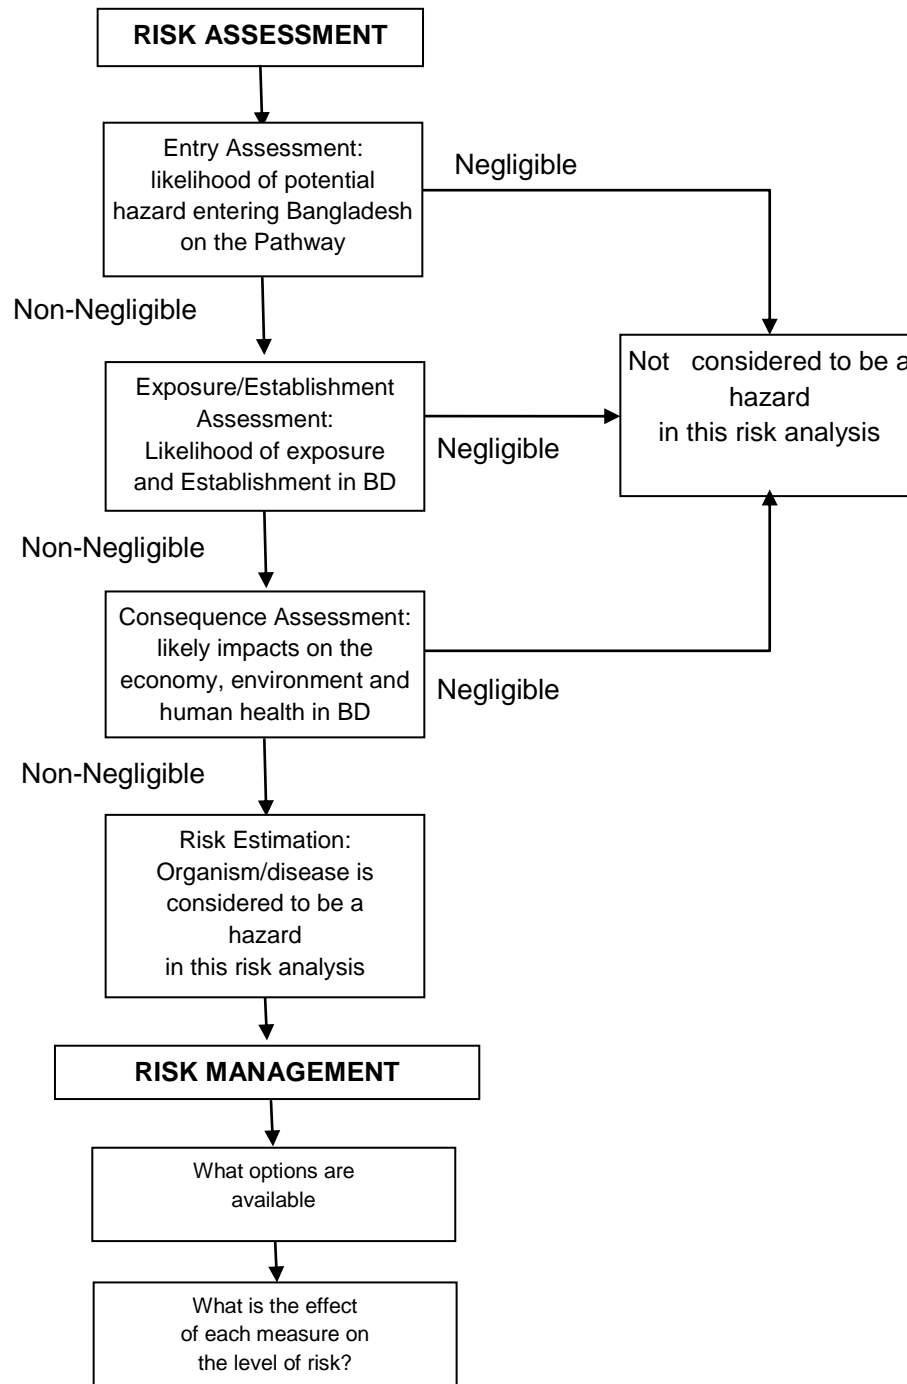 RISK ASSESSMENT
Entry Assessment:
likelihood of potential
hazard entering Bangladesh
on the Pathway
Negligible
Non-Negligible
Exposure/Establishment
Assessment:
Likelihood of exposure
and Establishment in BD
Negligible
Not considered to be a
hazard
in this risk analysis
Non-Negligible
Consequence Assessment:
likely impacts on the
economy, environment and
human health in BD
Negligible
Non-Negligible
Risk Estimation:
Organism/disease is
considered to be a
hazard
in this risk analysis
RISK MANAGEMENT
What options are
available
What is the effect
of each measure on
the level of risk?